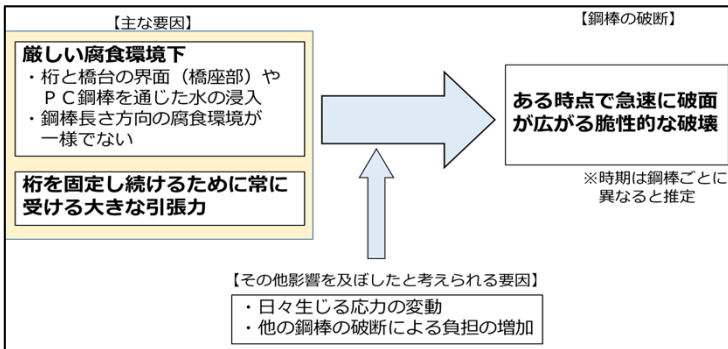 【主な要因】
厳しい腐食環境下
・桁と橋台の界面（橋座部）や
ＰＣ鋼棒を通じた水の浸入
・鋼棒長さ方向の腐食環境が
一様でない
桁を固定し続けるために常に
受ける大きな引張力
【鋼棒の破断】
ある時点で急速に破面
が広がる脆性的な破壊
※時期は鋼棒ごとに
異なると推定
【その他影響を及ぼしたと考えられる要因】
・日々生じる応力の変動
・他の鋼棒の破断による負担の増加